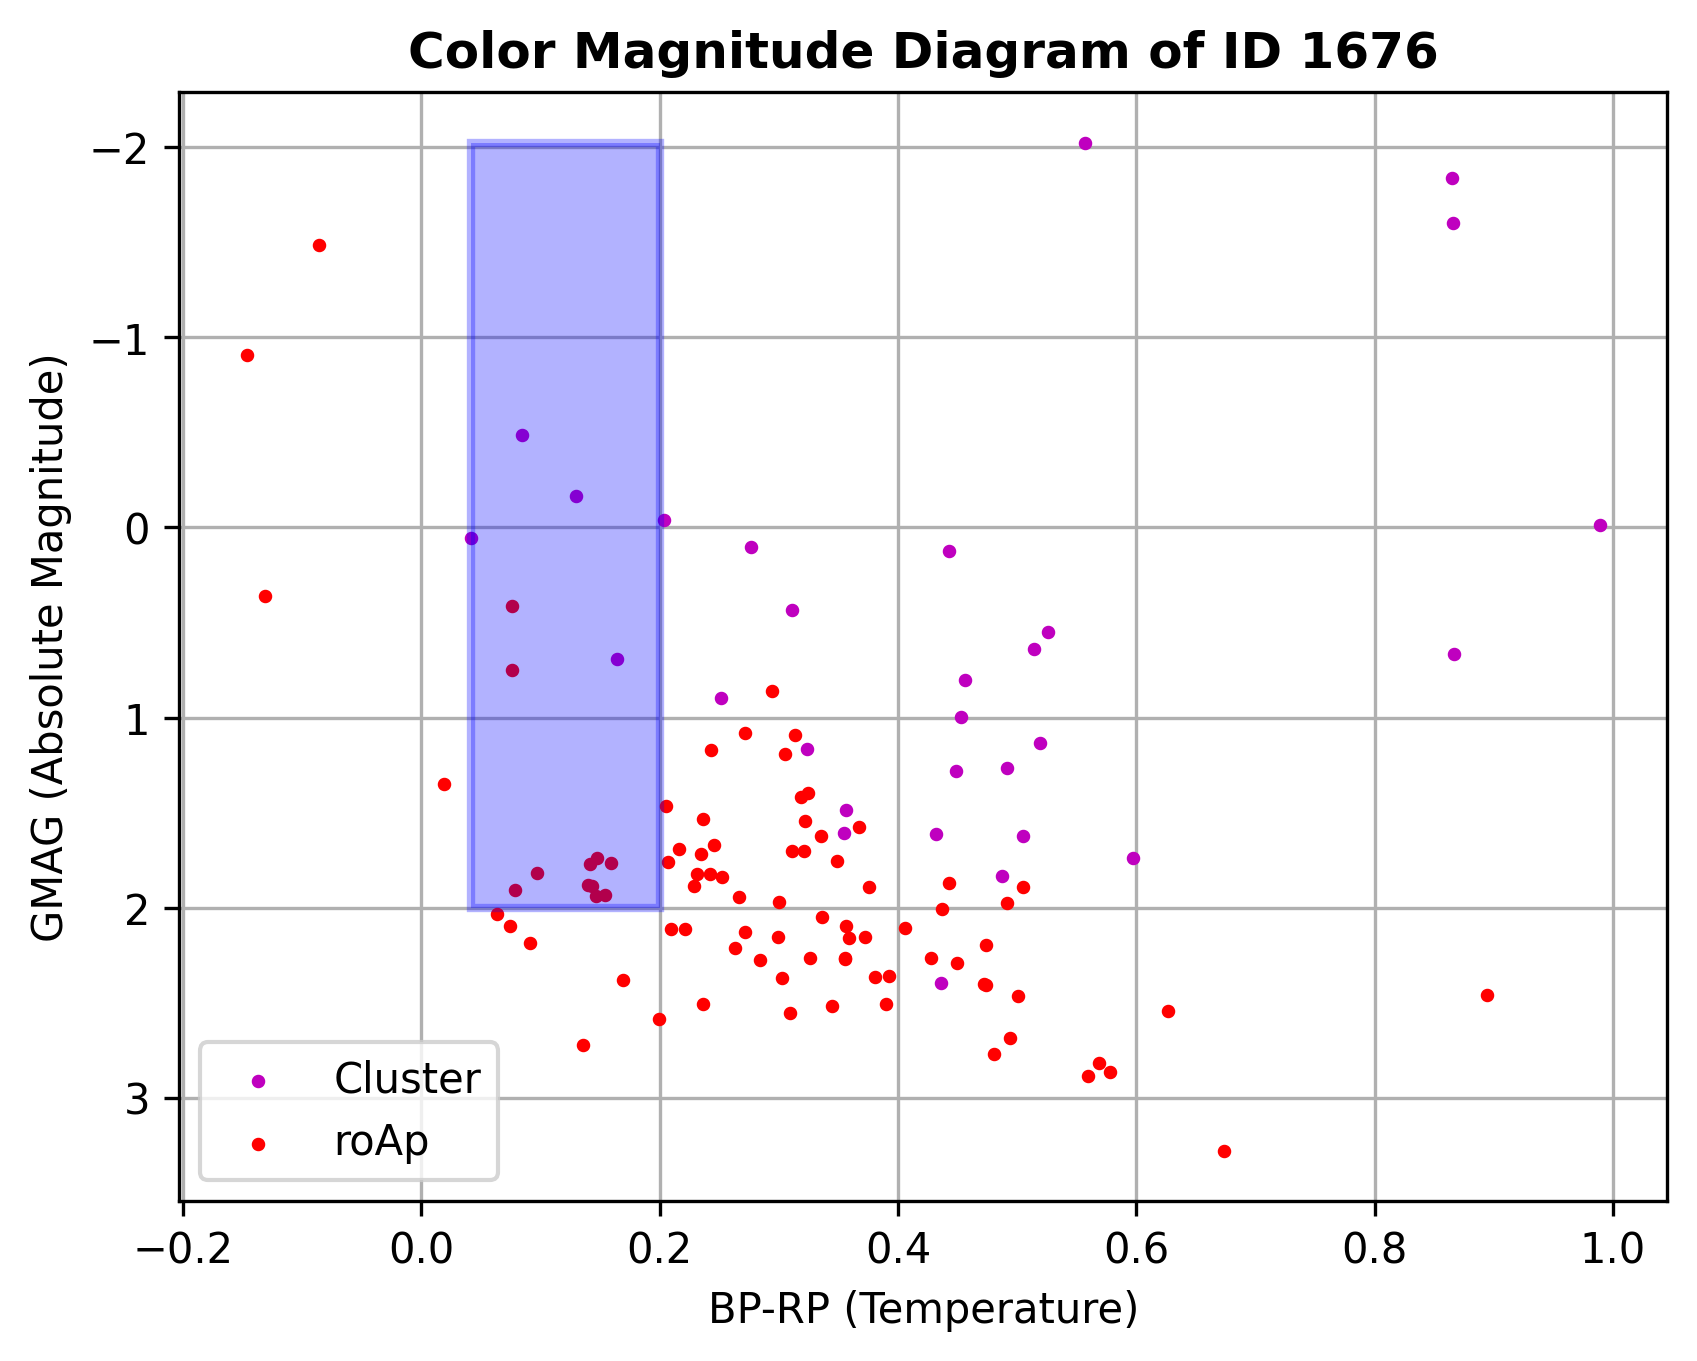 Color Magnitude Diagram of ID 1676
GMAG (Absolute Magnitude)
−2
−1
0
1
2
3
Cluster
roAp
−0.2 0.0 0.2 0.4 0.6 0.8 1.0
BP-RP (Temperature)